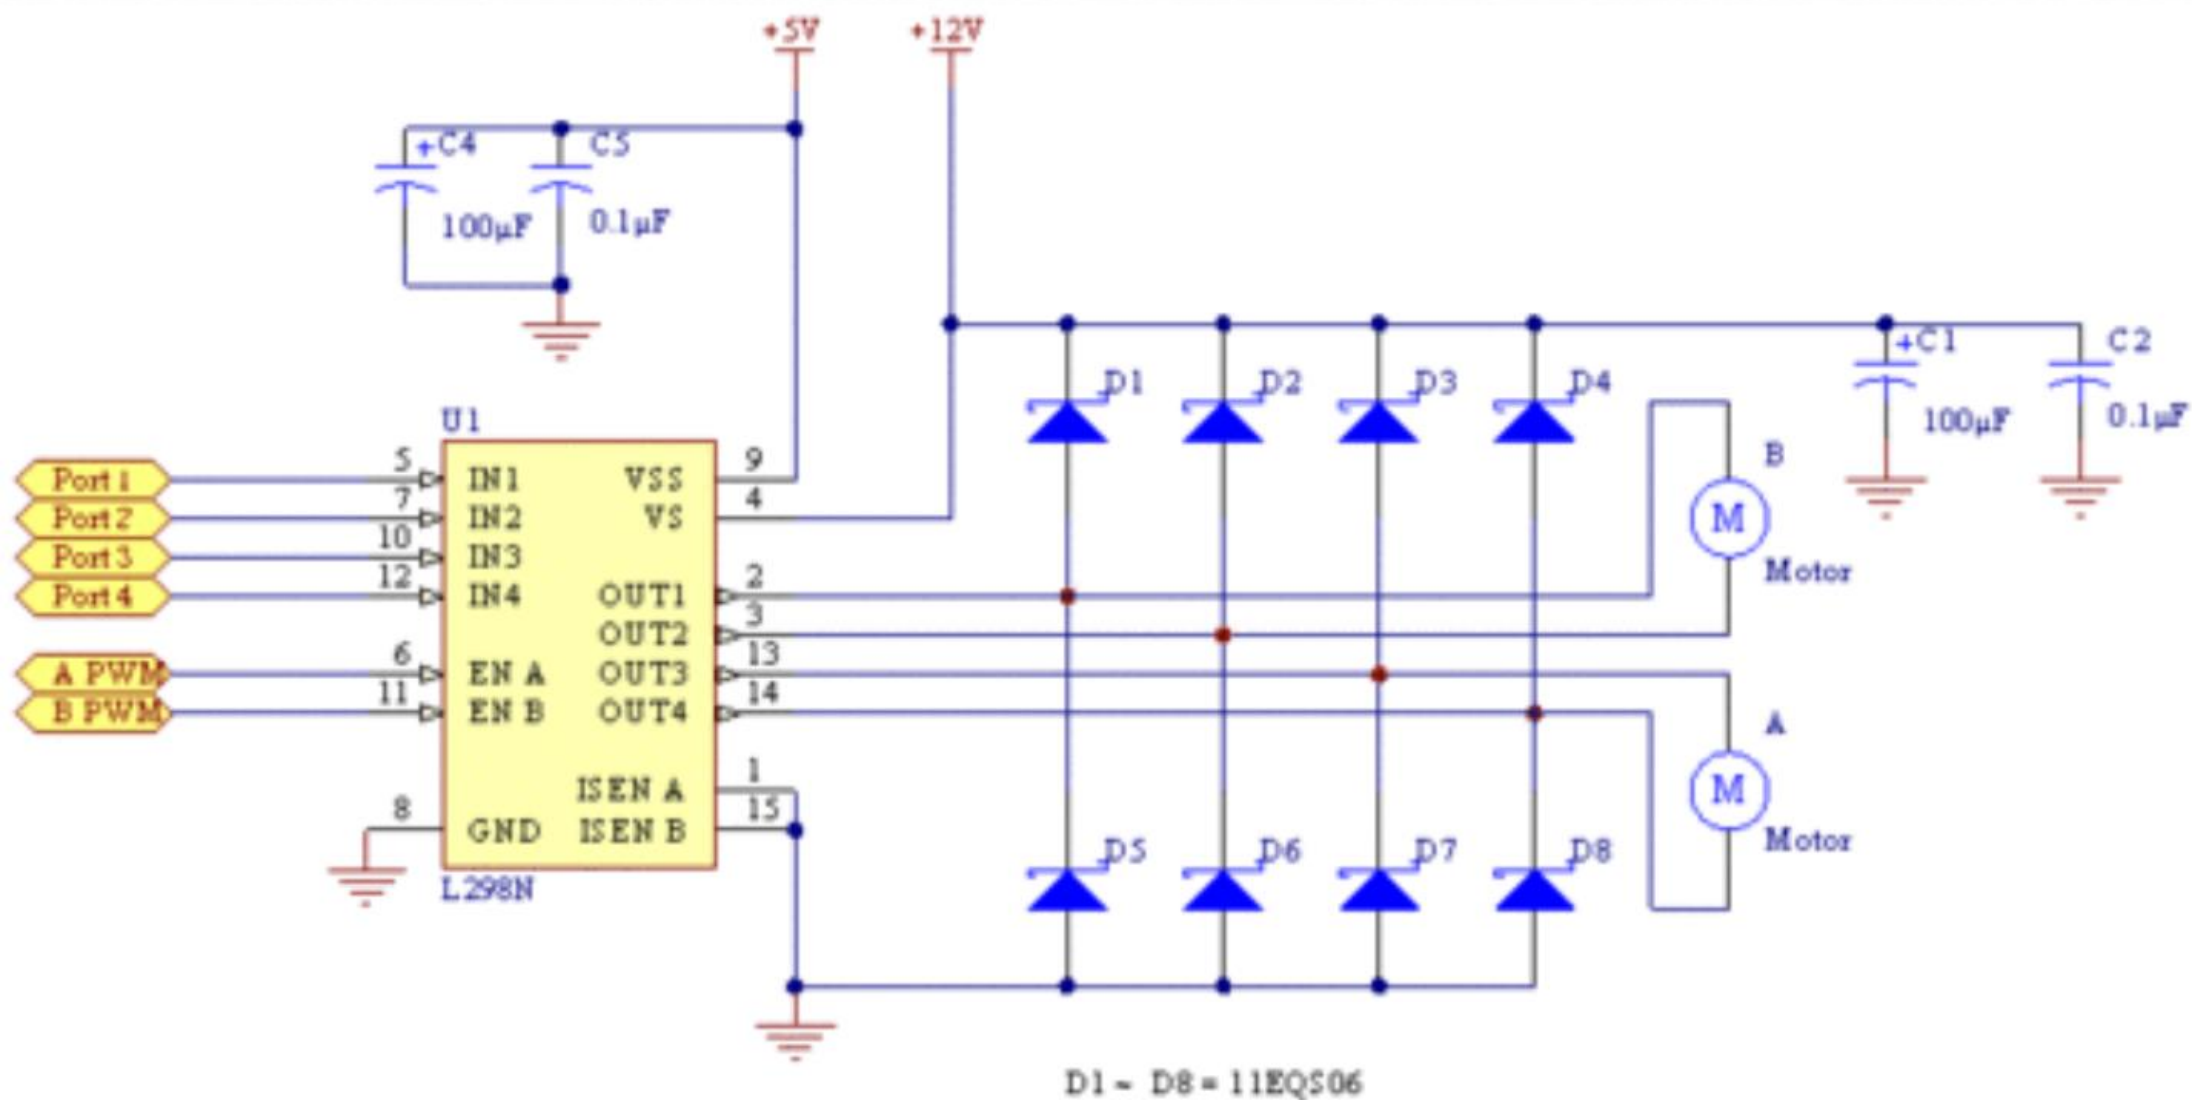 +5V
+12V
+C4
C5
100µF
0.1µF
+C1
C2
100µF
0.1µF
D1
D2
D3
D4
U1
B
M
Motor
Port 1
5
IN1
VSS
9
Port 2
7
IN2
VS
4
Port 3
10
IN3
Port 4
12
IN4
OUT1
2
OUT2
3
A PWM
6
EN A
OUT3
13
B PWM
11
EN B
OUT4
14
A
M
Motor
ISEN A
1
8
GND
ISEN B
15
L298N
D5
D6
D7
D8
D1 ~ D8 = 11EQS06